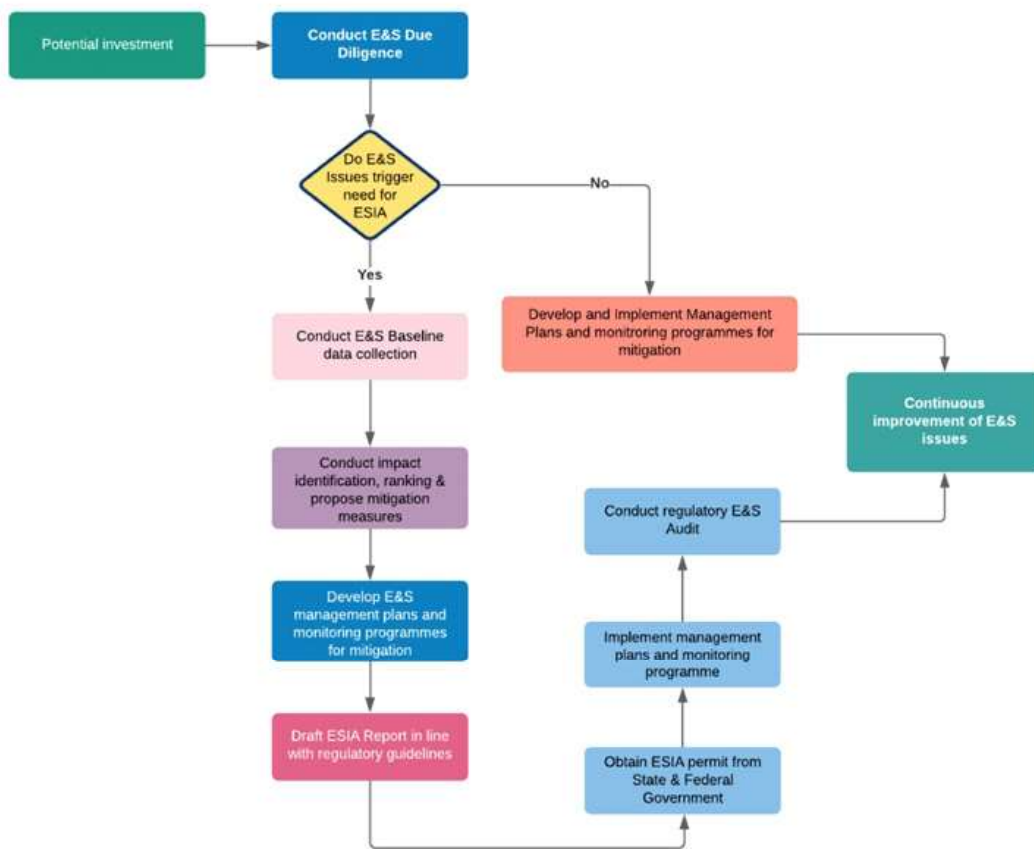 Potential investment
Conduct E&S Due
Diligence
Do E&S
Issues trigger
need for
ESIA
No
Yes
Conduct E&S Baseline
data collection
Develop and Implement Management
Plans and monitroring programmes for
mitigation
Continuous
improvement of E&S
issues
Conduct impact
identification, ranking &
propose mitigation
measures
Conduct regulatory E&S
Audit
Develop E&S
management plans and
monitoring programmes
for mitigation
Implement management
plans and monitoring
programme
Draft ESIA Report in line
with regulatory guidelines
Obtain ESIA permit from
State & Federal
Government